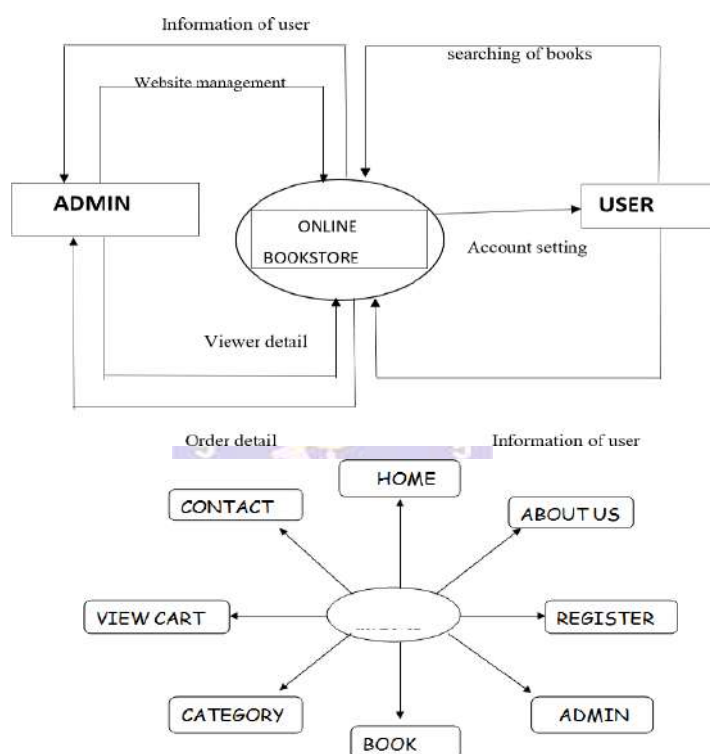 Information of user
searching of books
Website management
ADMIN
ONLINE
BOOKSTORE
USER
Account setting
Viewer detail
Order detail
Information of user
HOME
CONTACT
ABOUT US
VIEW CART
REGISTER
CATEGORY
ADMIN
BOOK